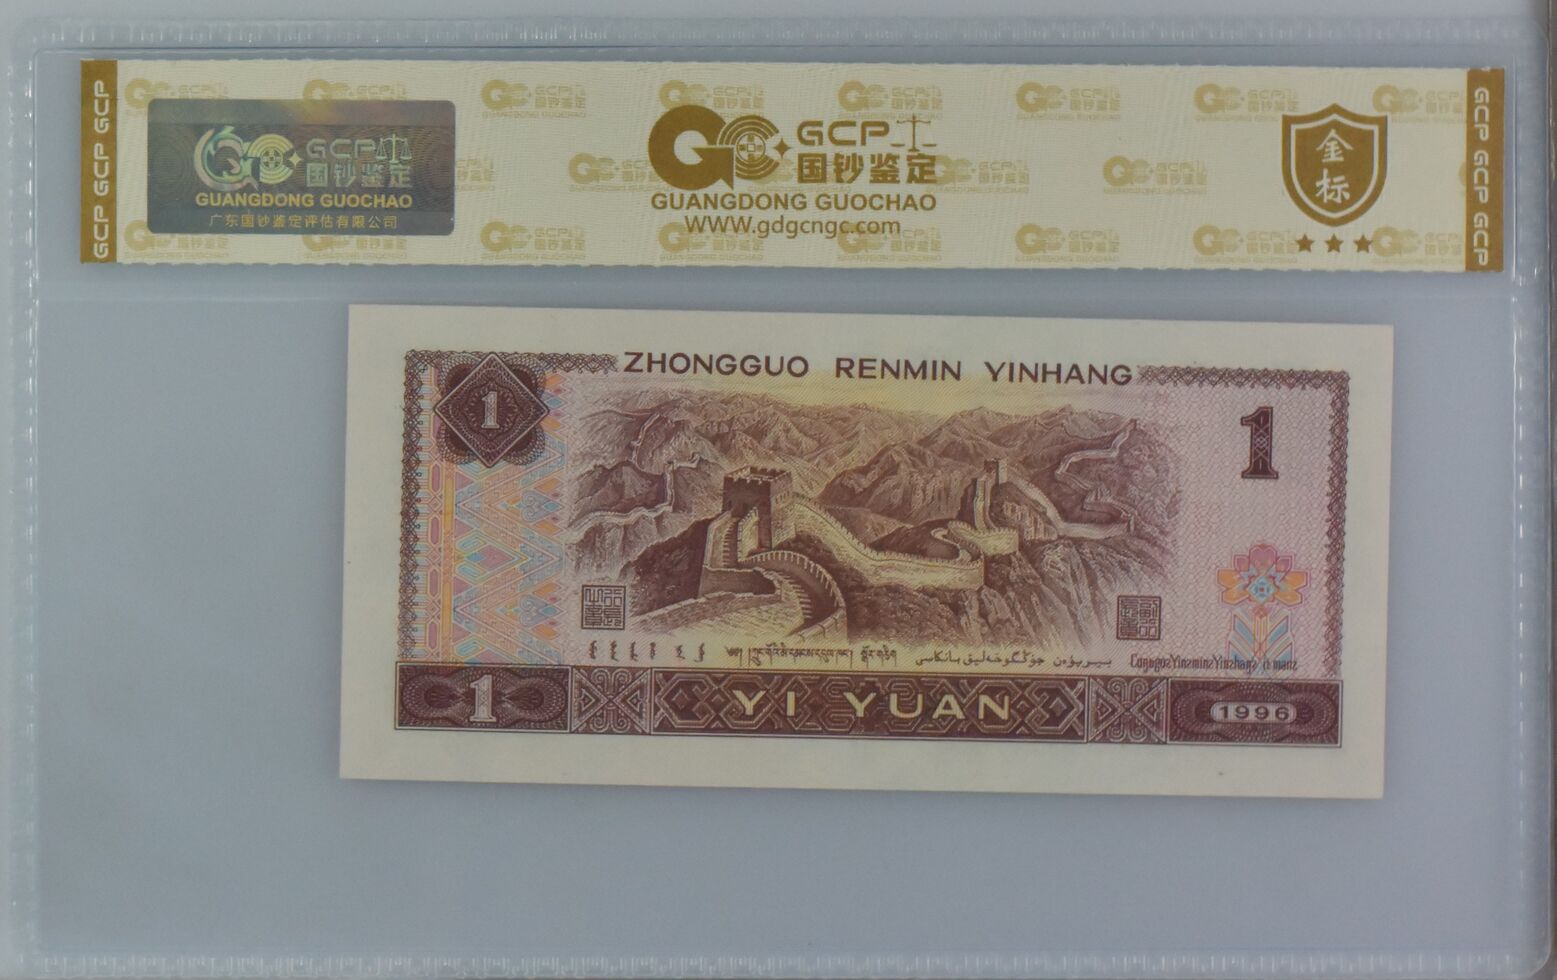 GCP GCP GCP
GCP
国钞鉴定
GUANGDONG GUOCHAO
广东国钞鉴定评估有限公司
GCP
国钞鉴定
GUANGDONG GUOCHAO
WWW.gdgcngc.com
金标
GCP GCP GCP
ZHONGGUO RENMIN YINHANG
1
1
1
YI YUAN
1996